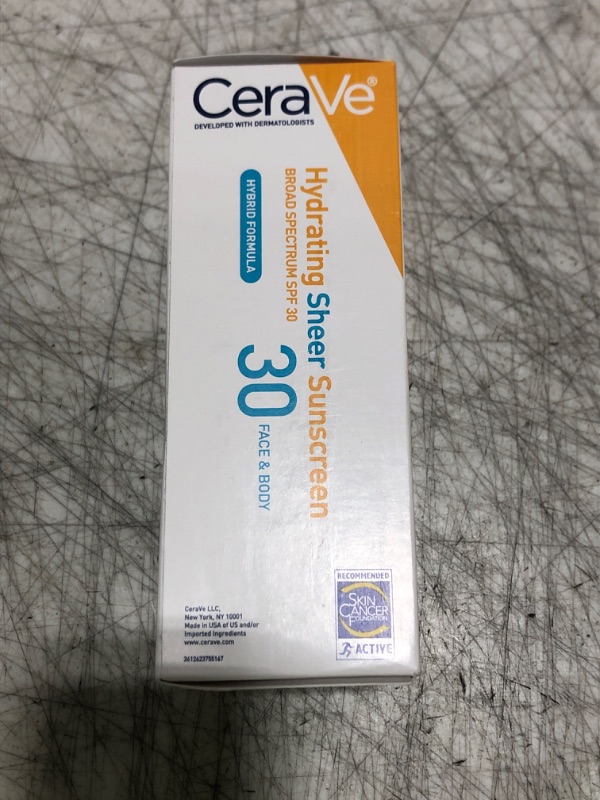 CeraVe®
DEVELOPED WITH DERMATOLOGISTS
Hydrating Sheer Sunscreen
BROAD SPECTRUM SPF 30
HYBRID FORMULA
30
FACE & BODY
RECOMMENDED
SKIN
CANCER
FOUNDATION
ACTIVE
CeraVe LLC,
New York, NY 10001
Made in USA of US and/or
Imported Ingredients
www.cerave.com
3612623755167